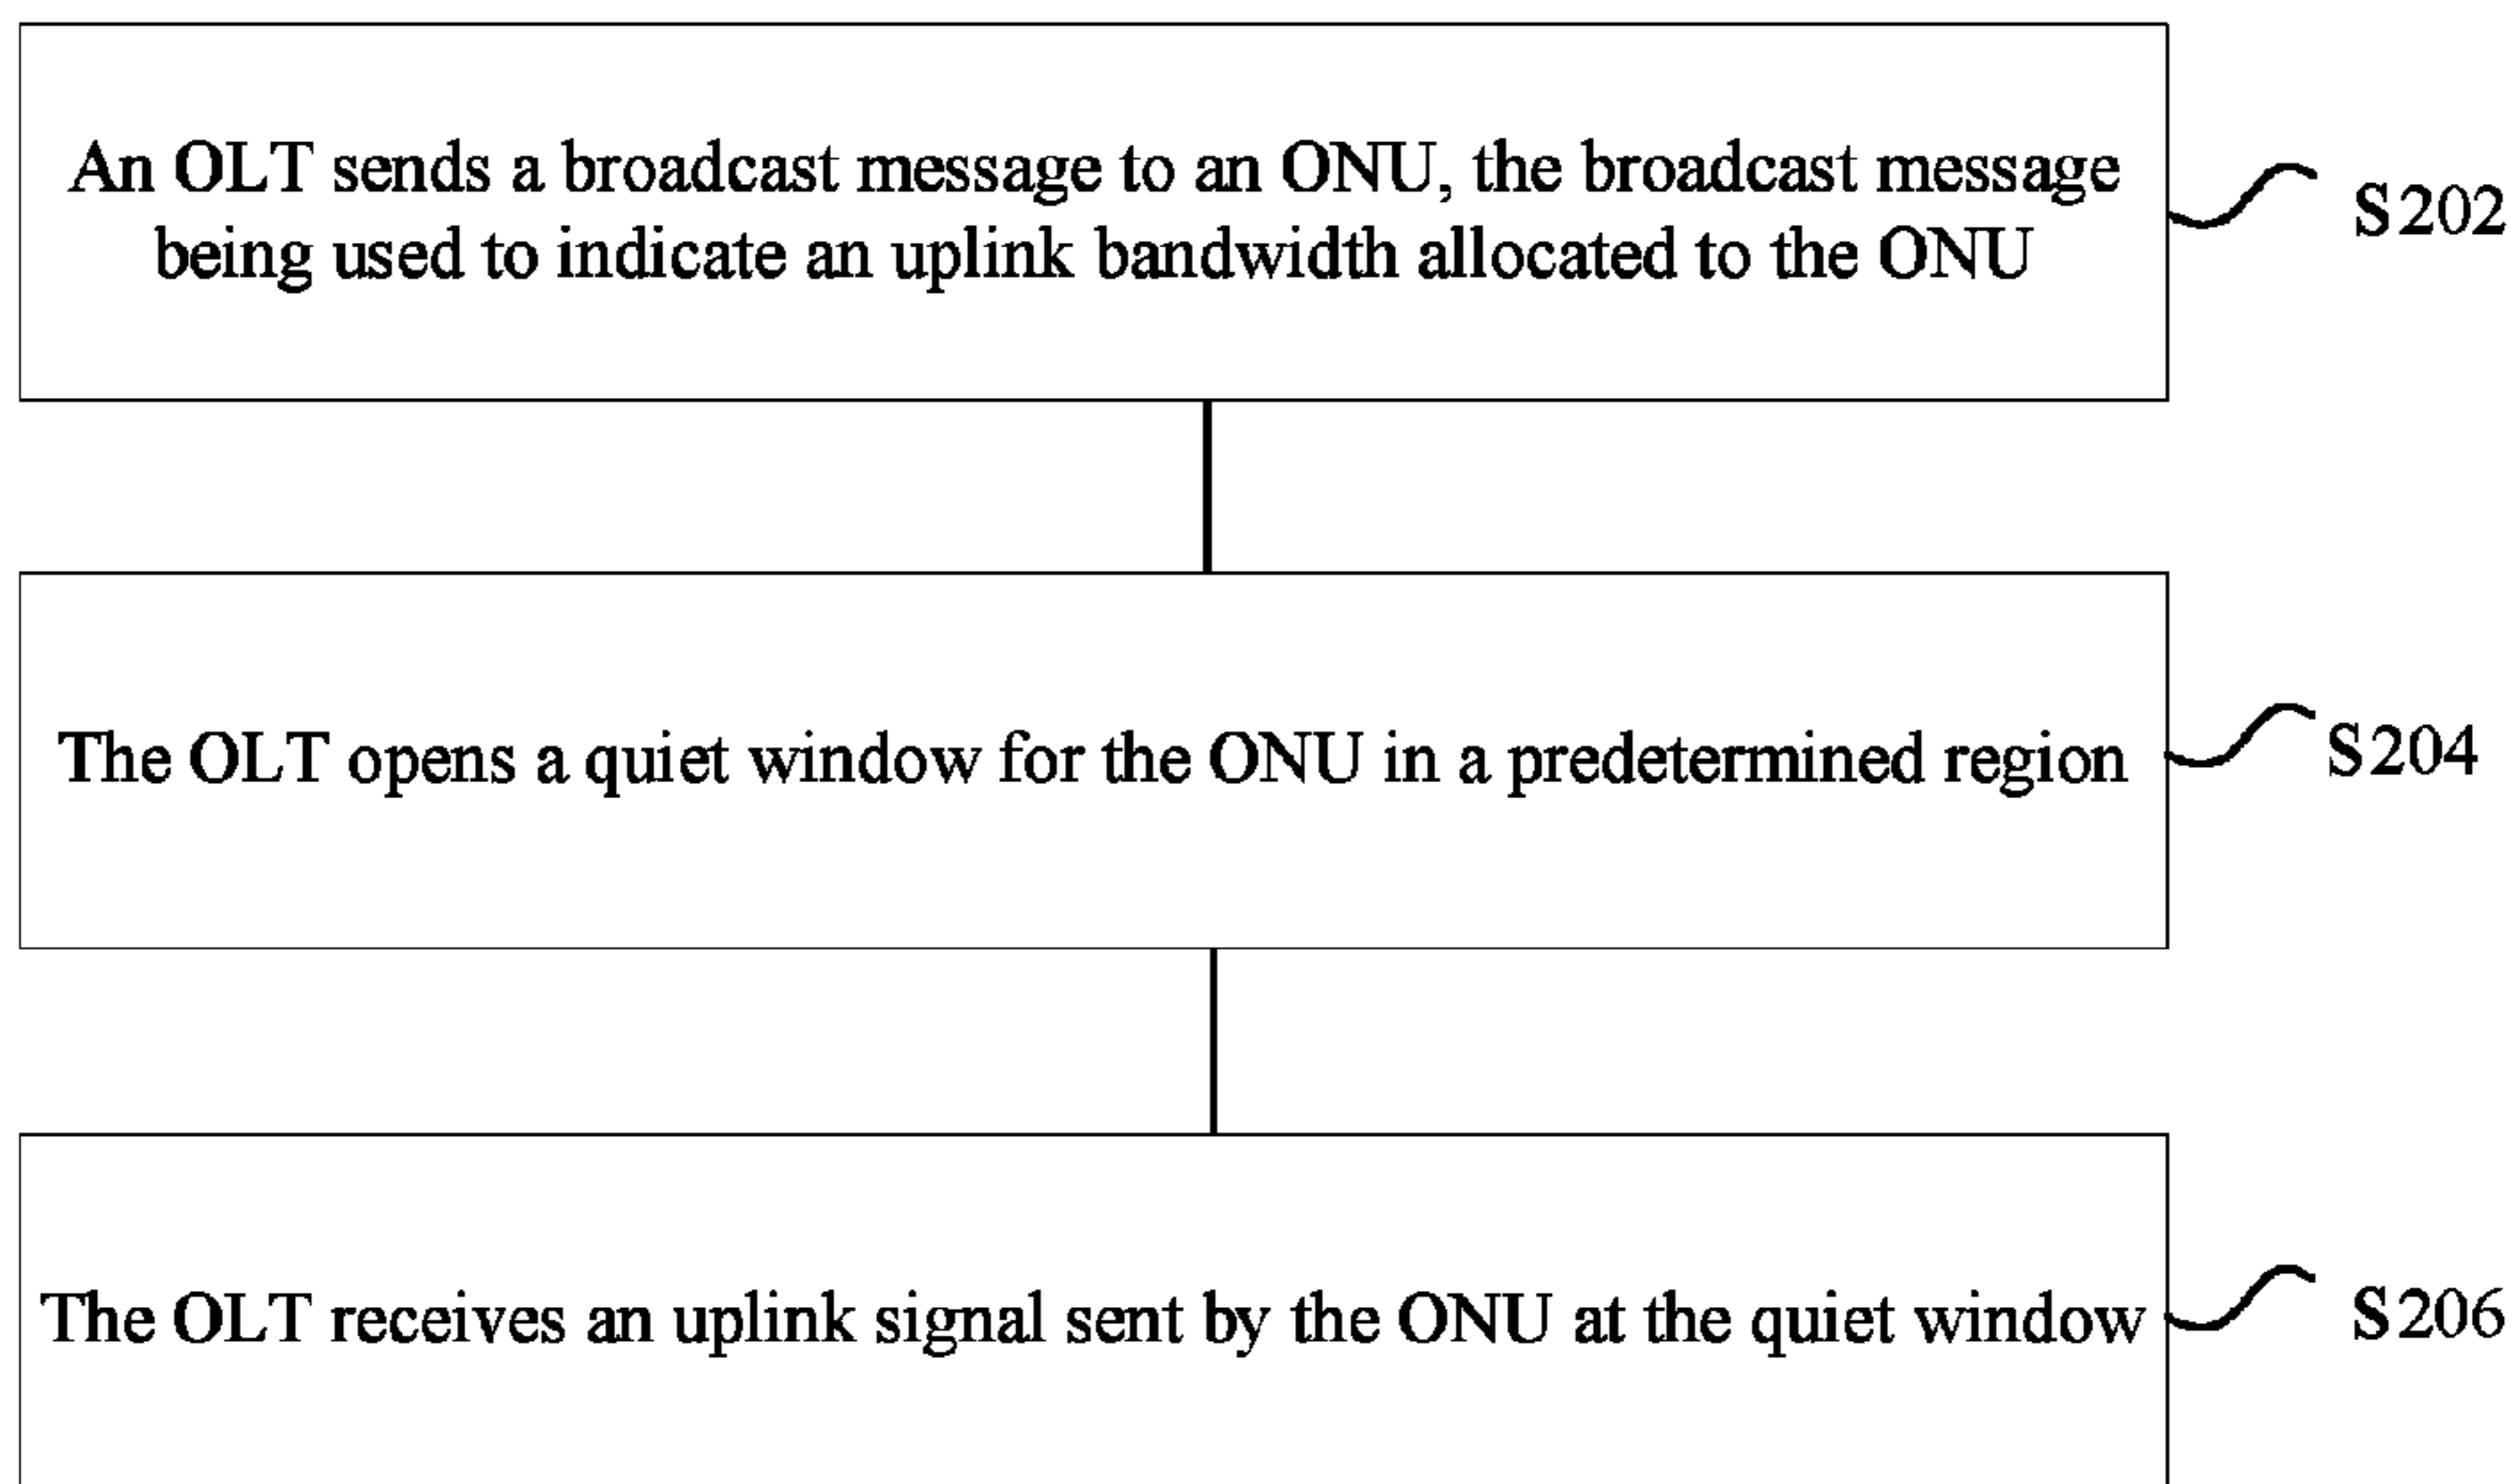 An OLT sends a broadcast message to an ONU, the broadcast message
being used to indicate an uplink bandwidth allocated to the ONU
S202
The OLT opens a quiet window for the ONU in a predetermined region
S204
The OLT receives an uplink signal sent by the ONU at the quiet window
S206